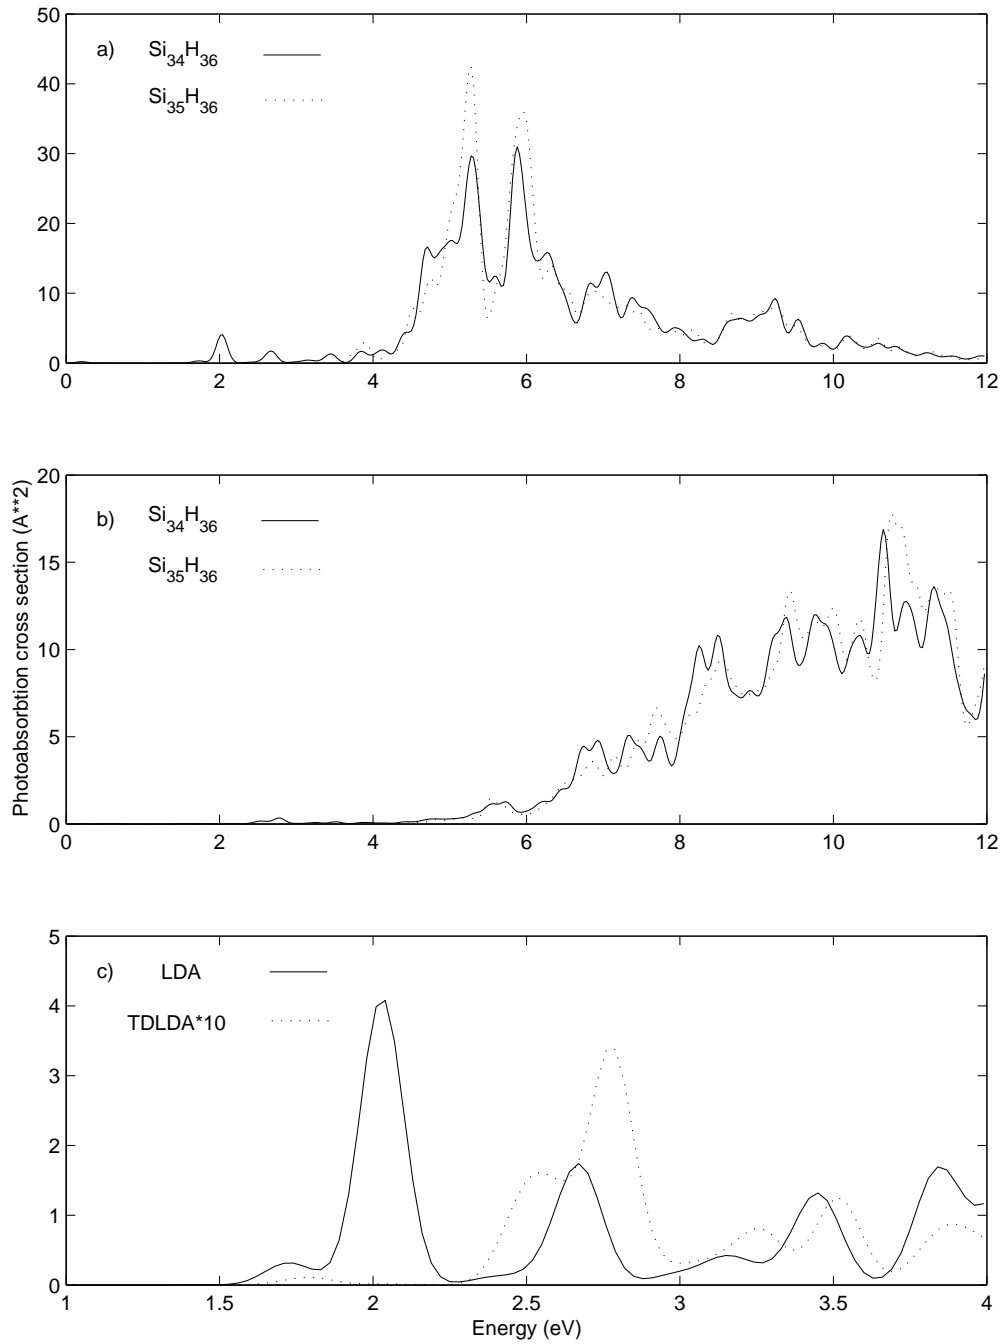 50
40
30
20
10
0
a) Si34H36
Si35H36
0 2 4 6 8 10 12
Photoabsorbtion cross section (A**2)
20
15
10
5
0
b) Si34H36
Si35H36
0 2 4 6 8 10 12
5
4
3
2
1
0
c) LDA
TDLDA*10
1 1.5 2 2.5 3 3.5 4
Energy (eV)